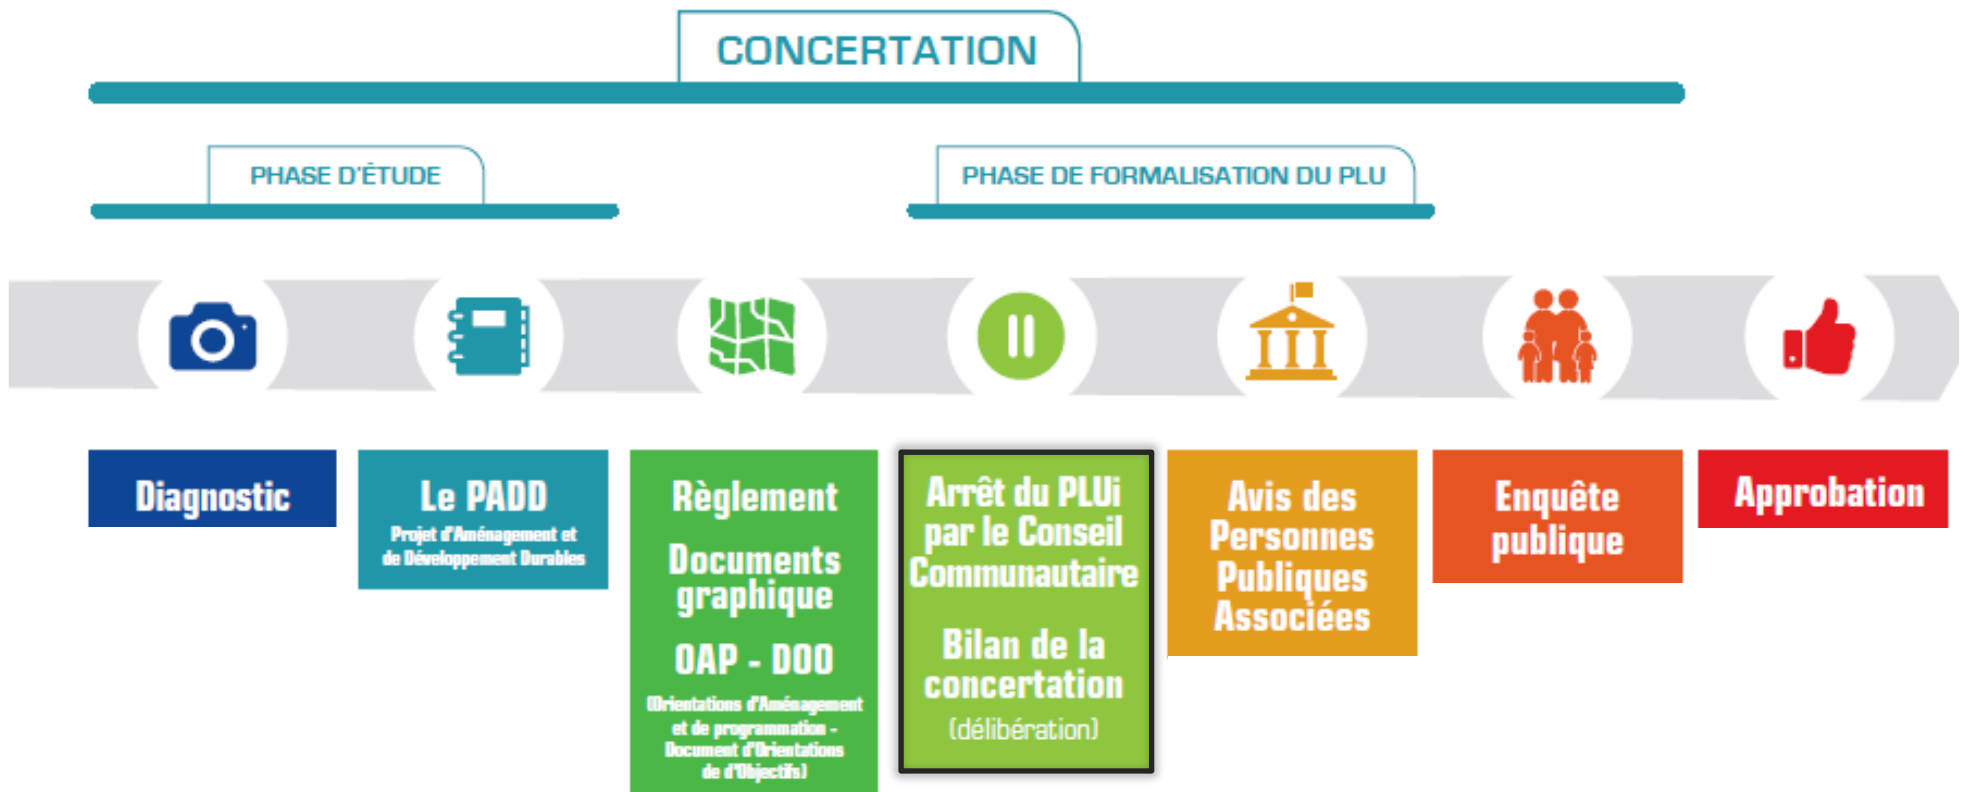 CONCERTATION
PHASE D'ÉTUDE
PHASE DE FORMALISATION DU PLU
Diagnostic
Le PADD
Projet d'Aménagement et
de Développement Durables
Règlement
Documents
graphique
OAP - DOO
(Orientations d'Aménagement
et de programmation -
Document d'Orientations
de d'Objectifs)
Arrêt du PLUi
par le Conseil
Communautaire
Bilan de la
concertation
(délibération)
Avis des
Personnes
Publiques
Associées
Enquête
publique
Approbation